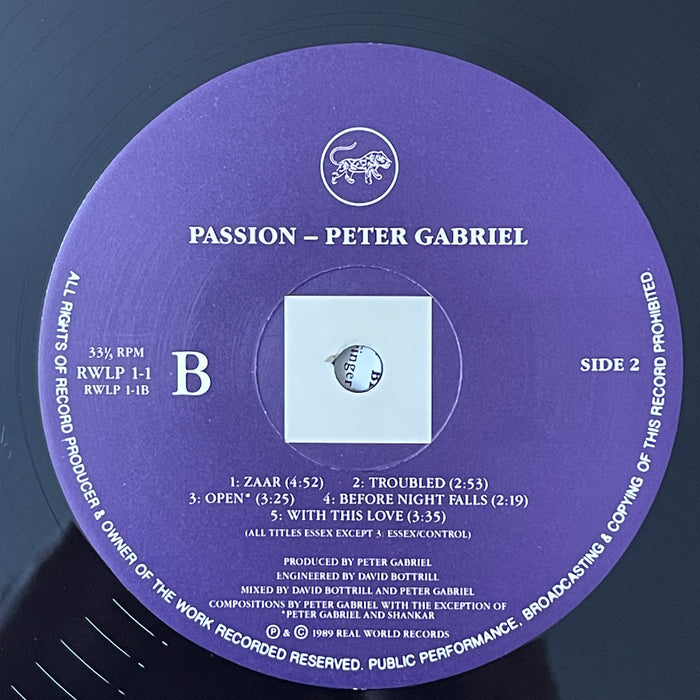 PASSION – PETER GABRIEL
33⅓ RPM
RWLP 1-1
RWLP 1-1B
B
SIDE 2
inger
1: ZAAR (4:52) 2: TROUBLED (2:53)
3: OPEN* (3:25) 4: BEFORE NIGHT FALLS (2:19)
5: WITH THIS LOVE (3:35)
(ALL TITLES ESSEX EXCEPT 3: ESSEX/CONTROL)
PRODUCED BY PETER GABRIEL
ENGINEERED BY DAVID BOTTRILL
MIXED BY DAVID BOTTRILL AND PETER GABRIEL
COMPOSITIONS BY PETER GABRIEL WITH THE EXCEPTION OF
*PETER GABRIEL AND SHANKAR
℗ & © 1989 REAL WORLD RECORDS
ALL RIGHTS OF RECORD PRODUCER & OWNER OF THE WORK RECORDED RESERVED. PUBLIC PERFORMANCE, BROADCASTING & COPYING OF THIS RECORD PROHIBITED.